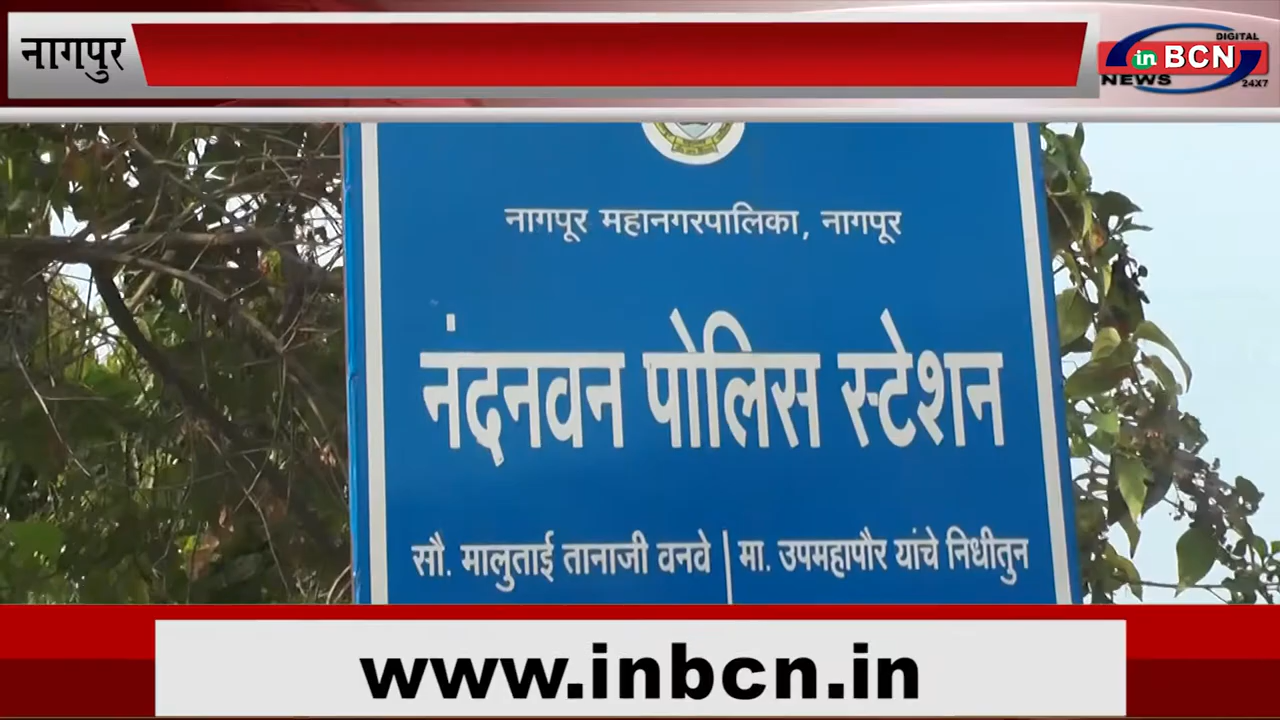 नागपुर
DIGITAL
in BCN
NEWS 24X7
नागपूर महानगरपालिका, नागपूर
नंदनवन पोलिस स्टेशन
सौ. मालुताई तानाजी वनवे | मा. उपमहापौर यांचे निधीतुन
www.inbcn.in